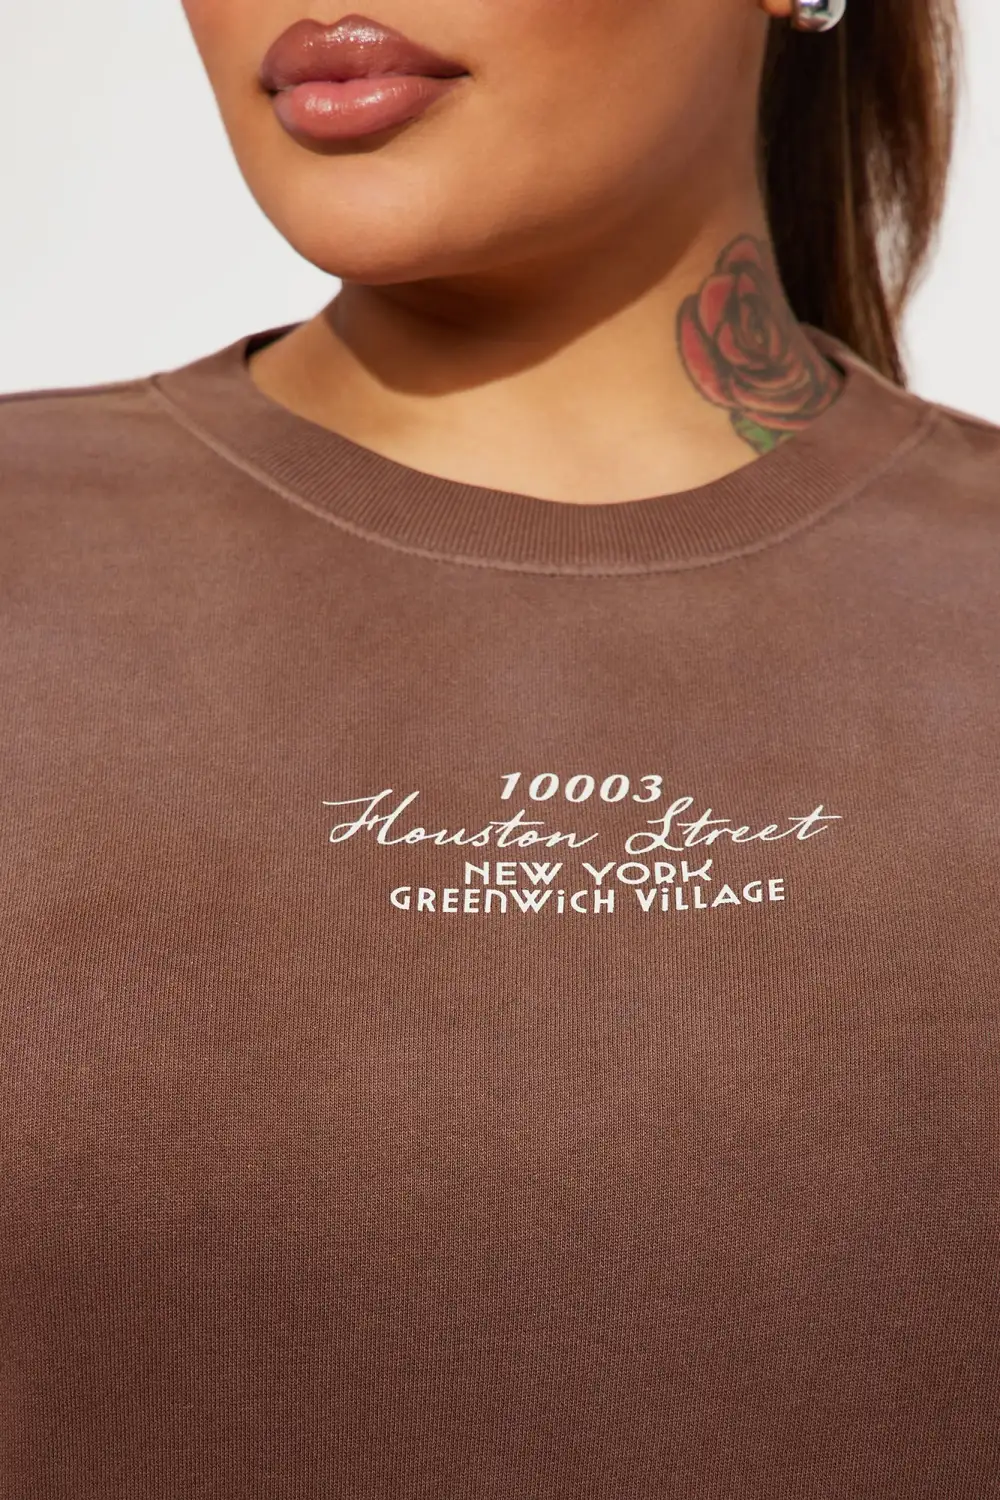 10003
Houston Street
NEW YORK
GREENWiCH ViLLAGE